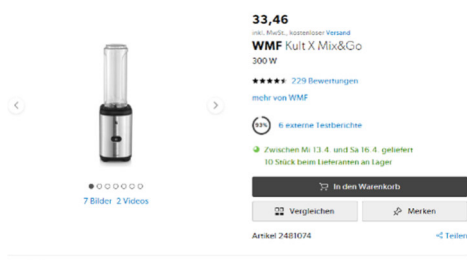 33,46
inkl. MwSt., kostenloser Versand
WMF Kult X Mix&Go
300 W
229 Bewertungen
mehr von WMF
93%
6 externe Testberichte
Zwischen Mi 13.4. und Sa 16.4. geliefert
10 Stück beim Lieferanten an Lager
In den Warenkorb
7 Bilder 2 Videos
Vergleichen
Merken
Artikel 2481074
Teilen